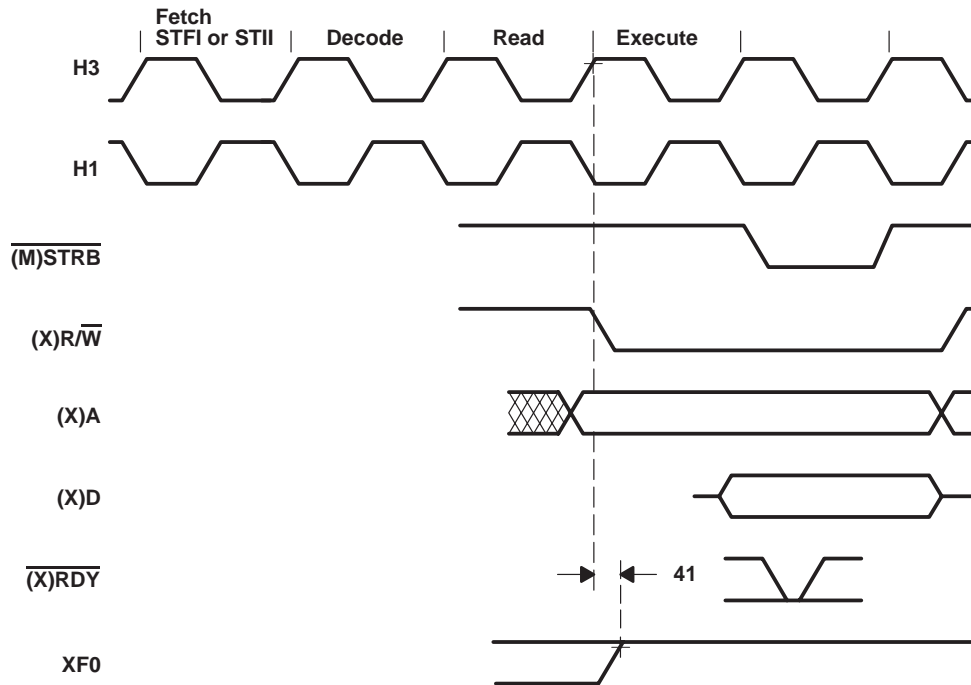 Fetch
STFI or STII
Decode
Read
Execute
H3
H1
(M)STRB
(X)R/W
(X)A
(X)D
(X)RDY
41
XF0